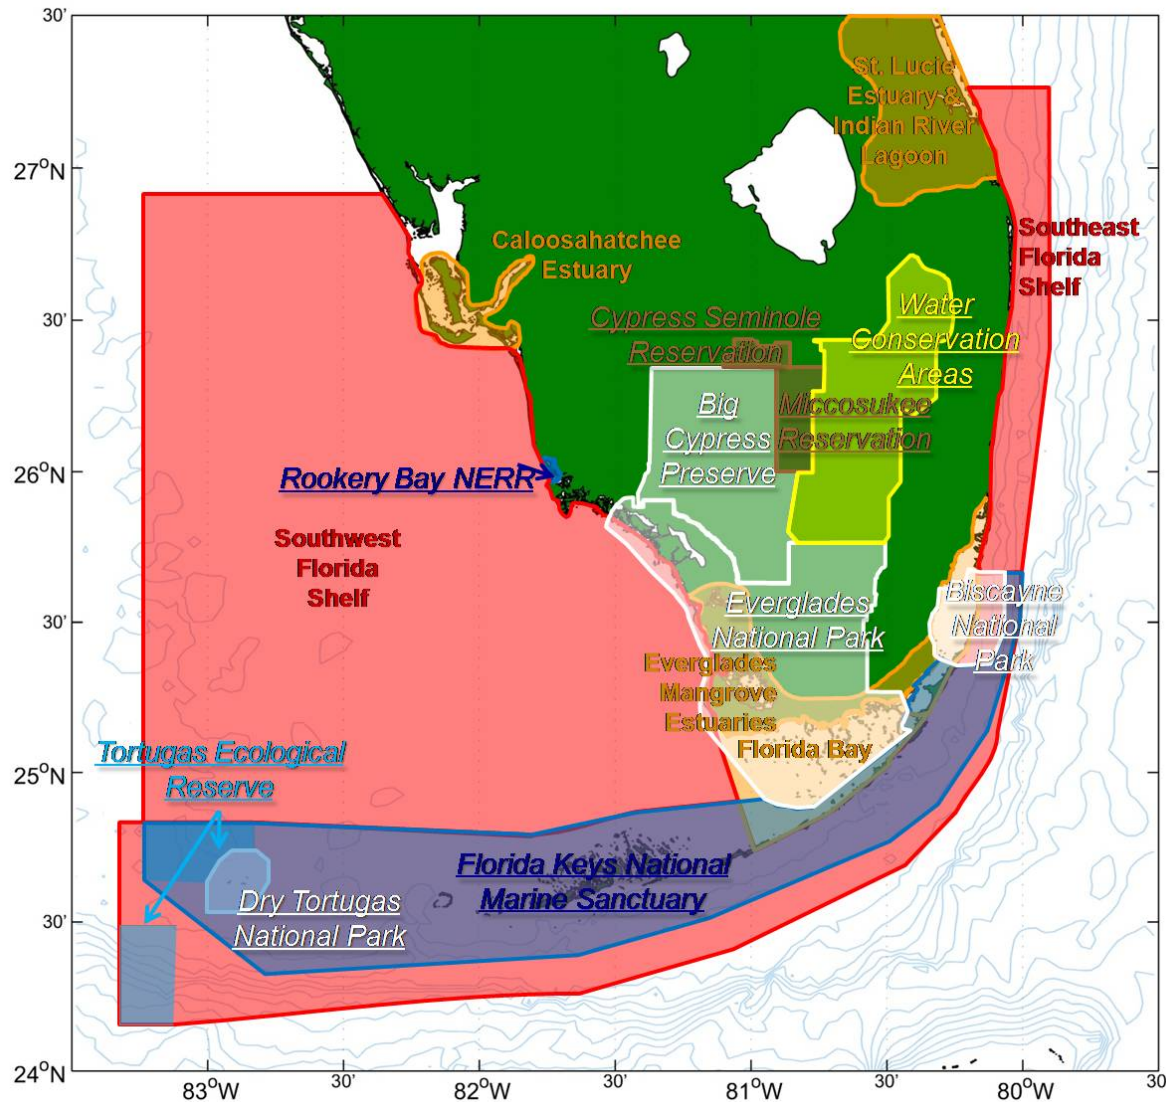 30'
St. Lucie
Estuary &
Indian River
Lagoon
27°N
Southeast
Florida
Shelf
Caloosahatchee
Estuary
Water
Conservation
Areas
30'
Cypress Seminole
Reservation
Big
Cypress
Preserve
Miccosukee
Reservation
26°N
Rookery Bay NERR
Southwest
Florida
Shelf
Biscayne
National
Park
30'
Everglades
National Park
Everglades
Mangrove
Estuaries
Florida Bay
25°N
Tortugas Ecological
Reserve
Florida Keys National
Marine Sanctuary
Dry Tortugas
National Park
30'
24°N
83°W
30'
82°W
30'
81°W
30'
80°W
30'